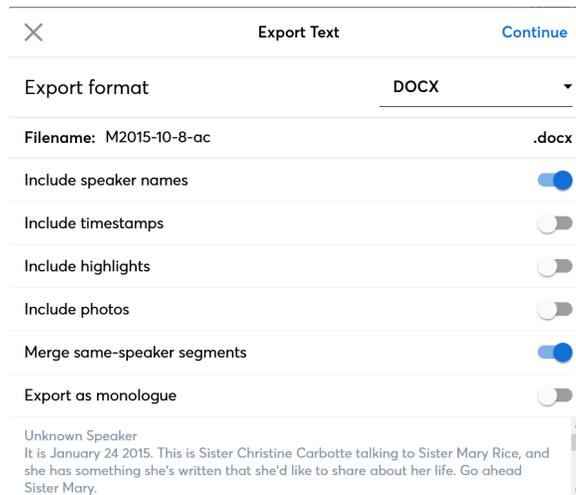 Export Text
Continue
Export format
DOCX
Filename: M2015-10-8-ac
.docx
Include speaker names
Include timestamps
Include highlights
Include photos
Merge same-speaker segments
Export as monologue
Unknown Speaker
It is January 24 2015. This is Sister Christine Carbotte talking to Sister Mary Rice, and
she has something she's written that she'd like to share about her life. Go ahead
Sister Mary.